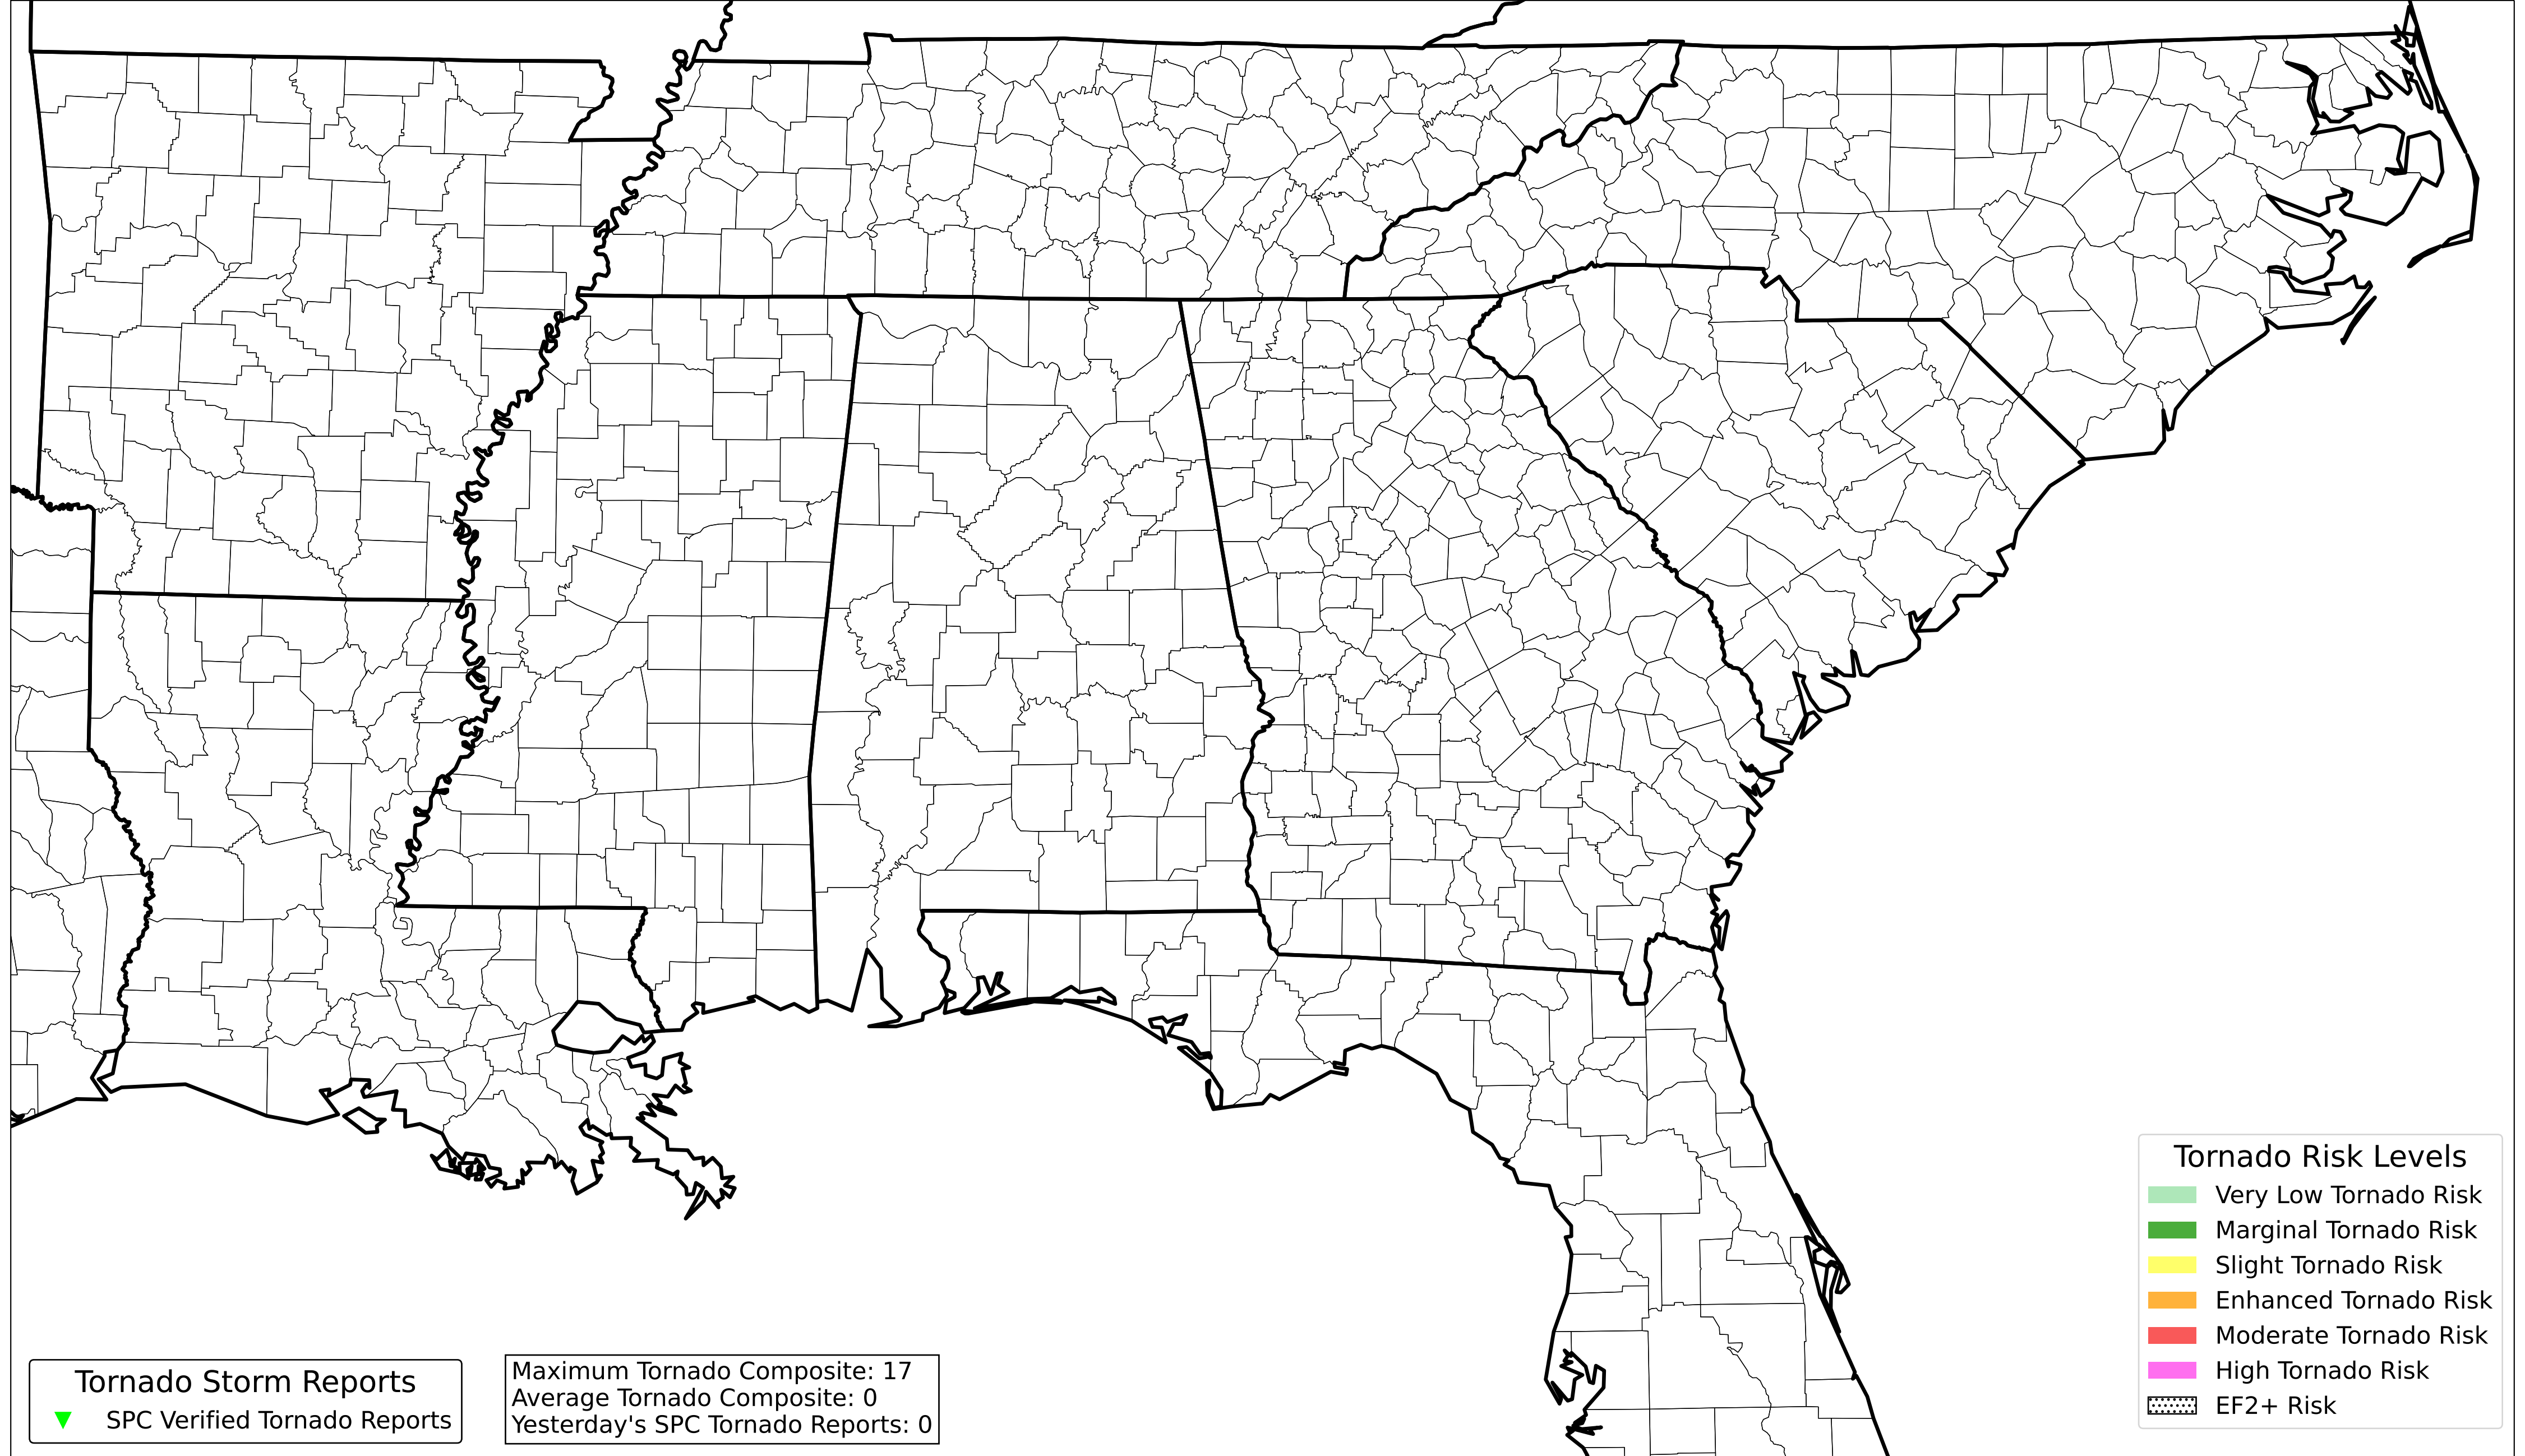 Tornado Risk Levels
Very Low Tornado Risk
Marginal Tornado Risk
Slight Tornado Risk
Enhanced Tornado Risk
Moderate Tornado Risk
High Tornado Risk
EF2+ Risk
Tornado Storm Reports
SPC Verified Tornado Reports
Maximum Tornado Composite: 17
Average Tornado Composite: 0
Yesterday's SPC Tornado Reports: 0